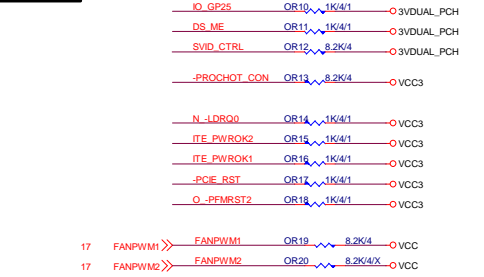 IO_GP25 OR10 1K/4/1 3VDUAL_PCH
DS_ME OR11 1K/4/1 3VDUAL_PCH
SVID_CTRL OR12 8.2K/4 3VDUAL_PCH
-PROCHOT_CON OR13 8.2K/4 VCC3
N_-LDRQ0 OR14 1K/4/1 VCC3
ITE_PWROK2 OR15 1K/4/1 VCC3
ITE_PWROK1 OR16 1K/4/1 VCC3
-PCIE_RST OR17 1K/4/1 VCC3
O_-PFMRST2 OR18 1K/4/1 VCC3
17 FANPWM1 FANPWM1 OR19 8.2K/4 VCC
17 FANPWM2 FANPWM2 OR20 8.2K/4/X VCC